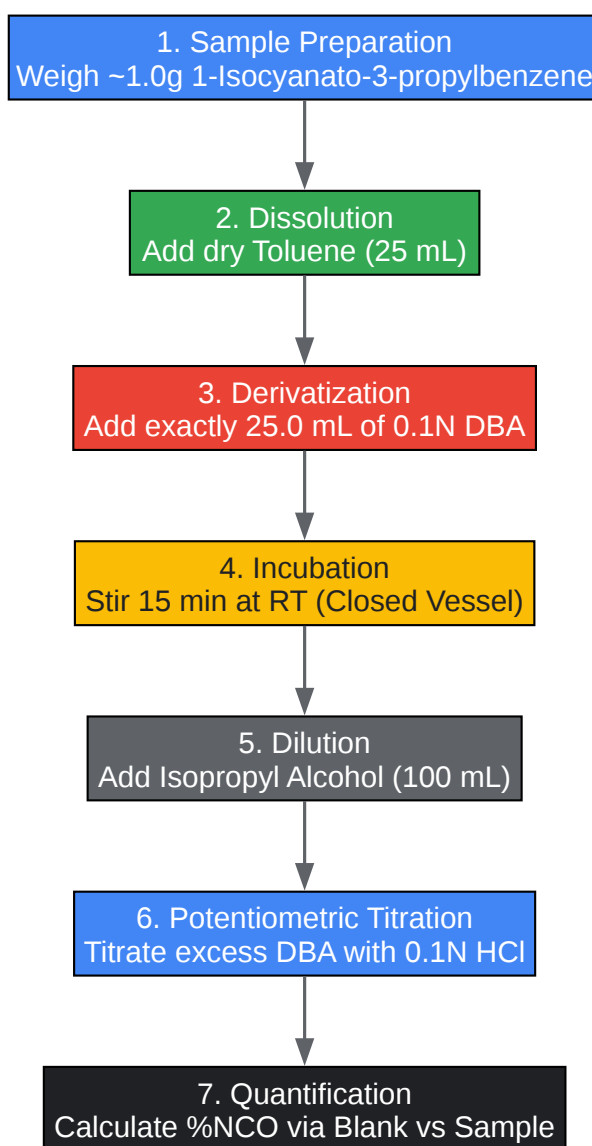 1. Sample Preparation
Weigh ~1.0g 1-Isocyanato-3-propylbenzene
2. Dissolution
Add dry Toluene (25 mL)
3. Derivatization
Add exactly 25.0 mL of 0.1N DBA
4. Incubation
Stir 15 min at RT (Closed Vessel)
5. Dilution
Add Isopropyl Alcohol (100 mL)
6. Potentiometric Titration
Titrate excess DBA with 0.1N HCl
7. Quantification
Calculate %NCO via Blank vs Sample